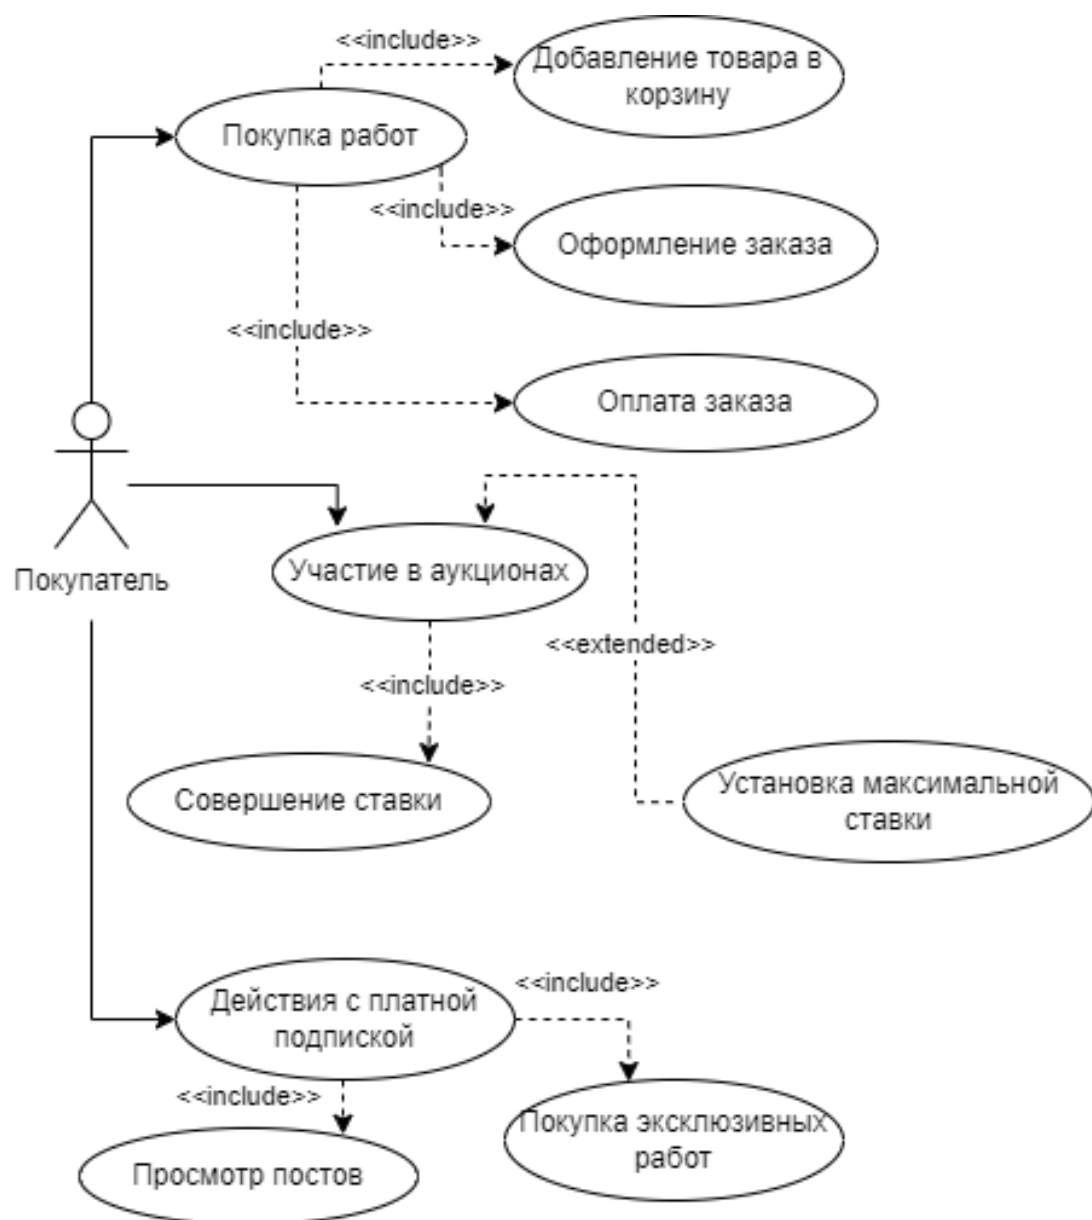 <<include>>
Добавление товара в
корзину
Покупка работ
<<include>>
Оформление заказа
<<include>>
Оплата заказа
Покупатель
Участие в аукционах
<<extended>>
<<include>>
Совершение ставки
Установка максимальной
ставки
Действия с платной
подпиской
<<include>>
<<include>>
Покупка эксклюзивных
работ
Просмотр постов